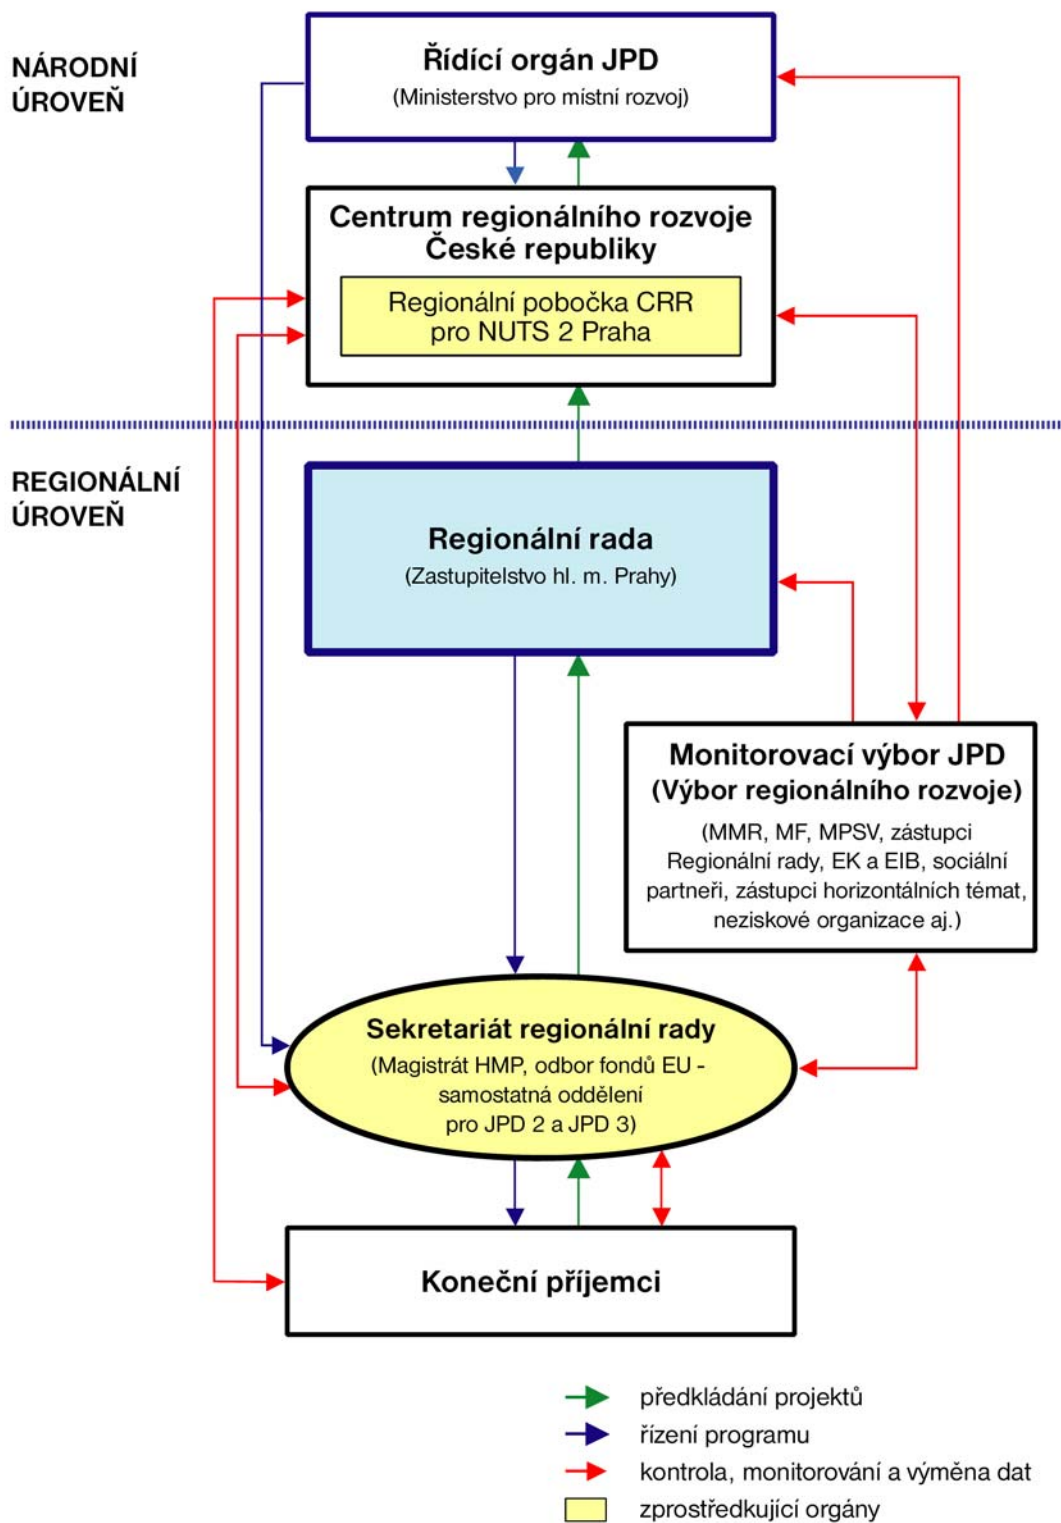 NÁRODNÍ
ÚROVEŇ
Řídící orgán JPD
(Ministerstvo pro místní rozvoj)
Centrum regionálního rozvoje
České republiky
Regionální pobočka CRR
pro NUTS 2 Praha
REGIONÁLNÍ
ÚROVEŇ
Regionální rada
(Zastupitelstvo hl. m. Prahy)
Monitorovací výbor JPD
(Výbor regionálního rozvoje)
(MMR, MF, MPSV, zástupci
Regionální rady, EK a EIB, sociální
partneři, zástupci horizontálních témat,
neziskové organizace aj.)
Sekretariát regionální rady
(Magistrát HMP, odbor fondů EU -
samostatná oddělení
pro JPD 2 a JPD 3)
Koneční příjemci
předkládání projektů
řízení programu
kontrola, monitorování a výměna dat
zprostředkující orgány